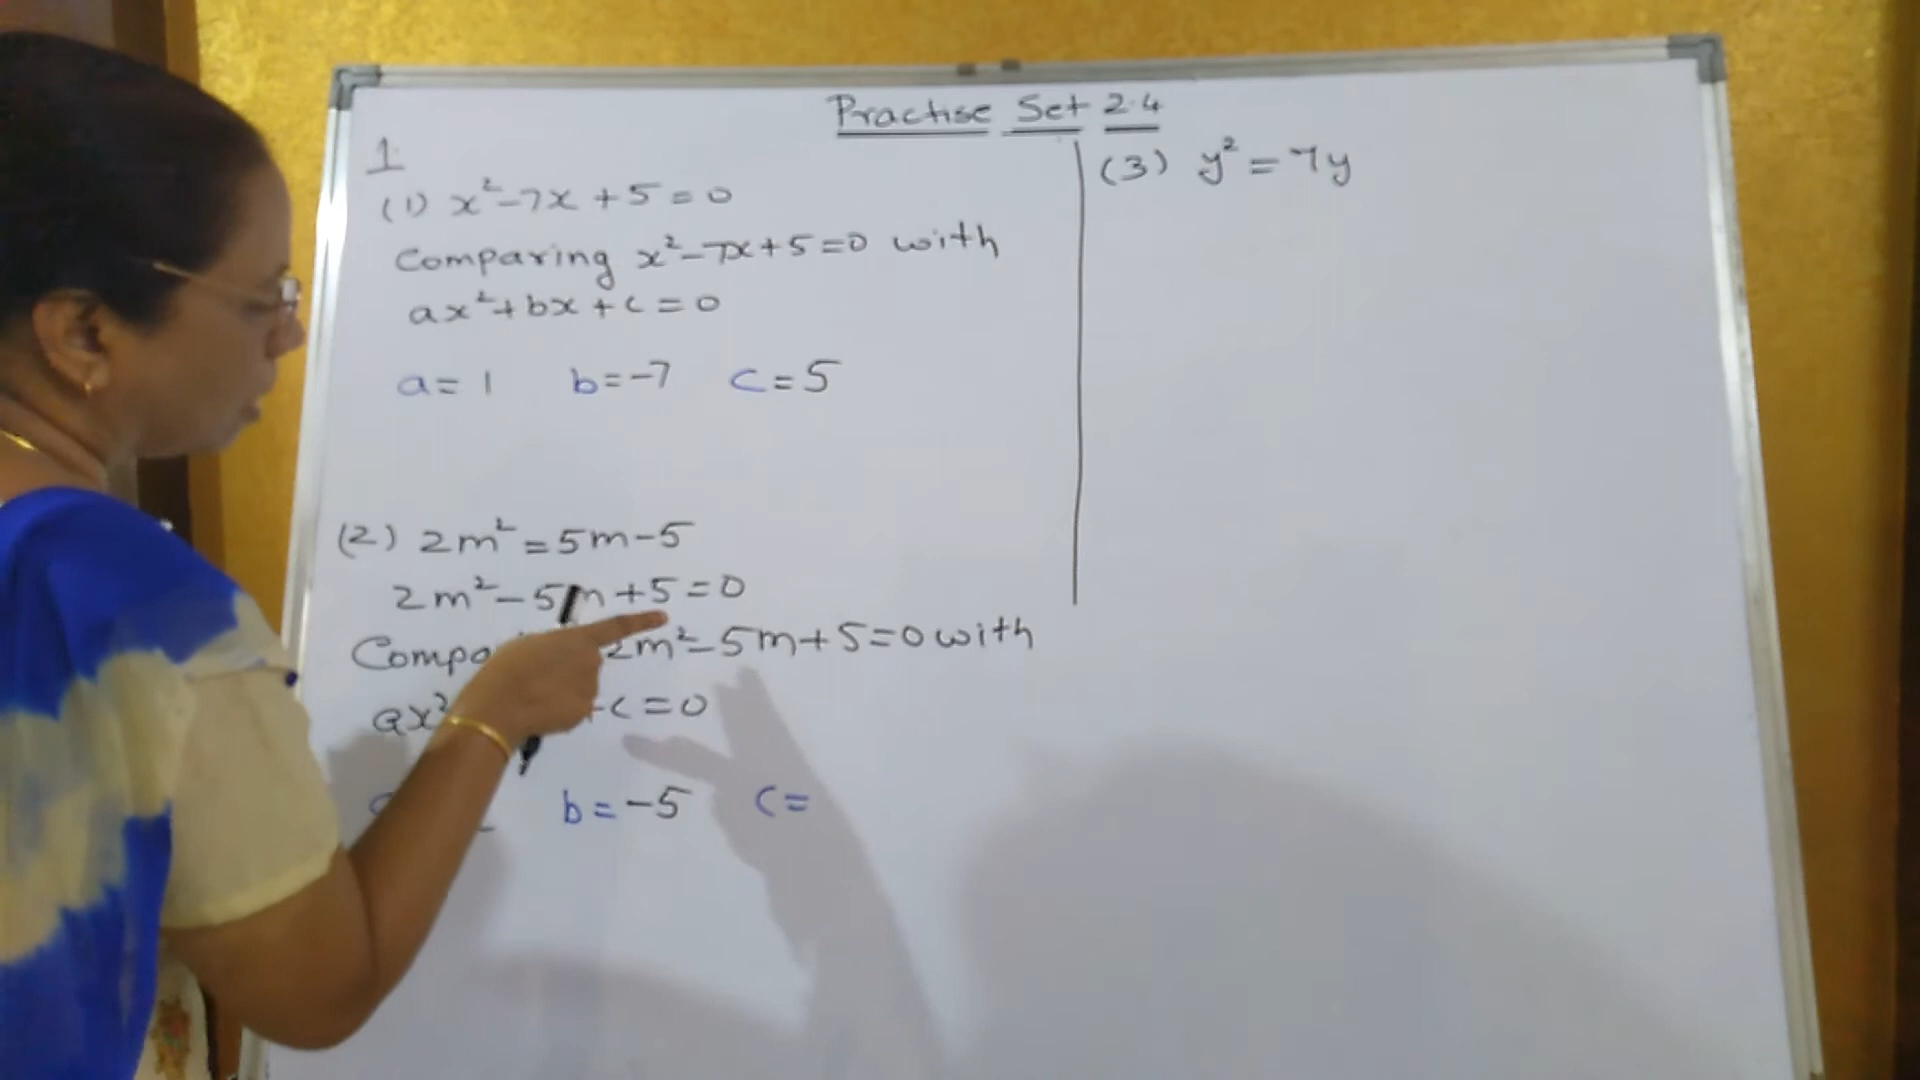 Practise Set 2.4
1.
(1) x²-7x+5=0
Comparing x²-7x+5=0 with
ax²+bx+c=0
a=1 b=-7 c=5
(2) 2m²=5m-5
2m²-5m+5=0
2m²-5m+5=0 with
ax² +c=0
b=-5 c=
(3) y²=7y